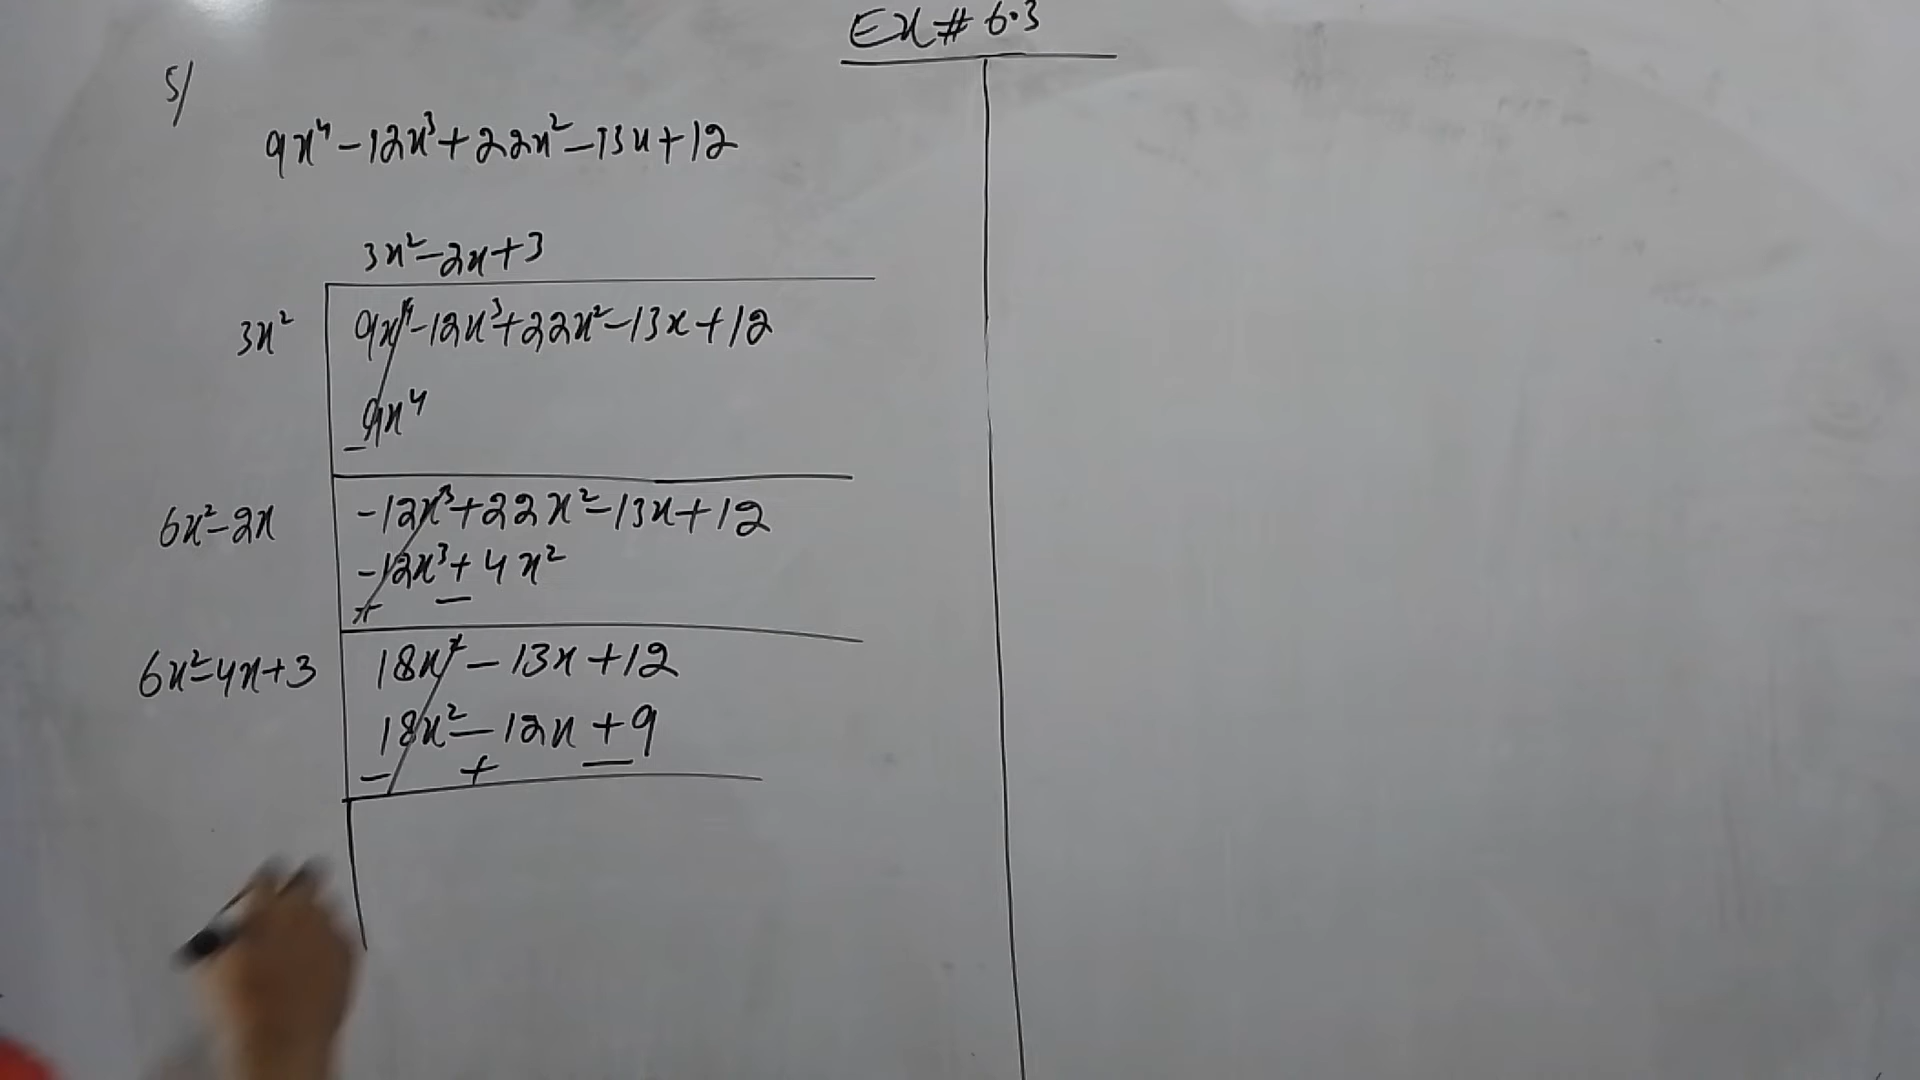 Ex # 6.3
5/
9x⁴ - 12x³ + 22x² - 13x + 12
3x² - 2x + 3
3x² 9x⁴ - 12x³ + 22x² - 13x + 12
9x⁴
-
6x² - 2x -12x³ + 22x² - 13x + 12
-12x³ + 4x²
+ -
6x² - 4x + 3 18x² - 13x + 12
18x² - 12x + 9
- + -